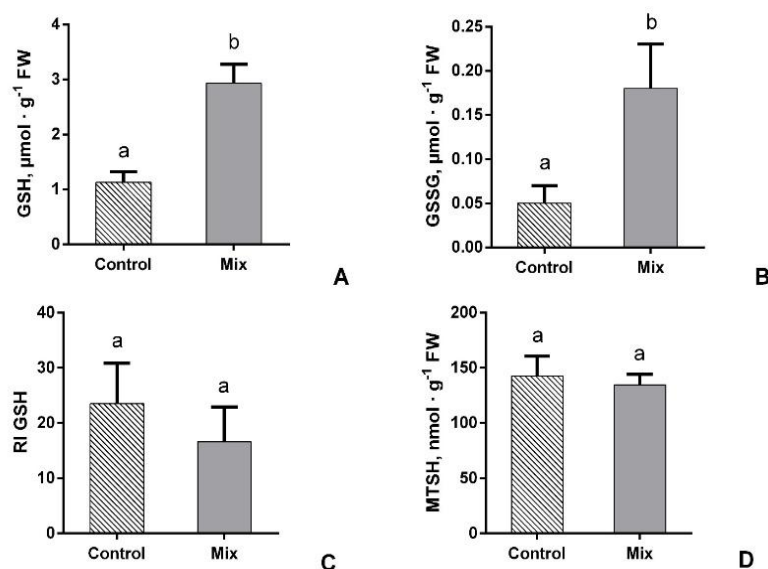 GSH, µmol · g⁻¹ FW
4
3
2
1
0
a
b
Control
Mix
A
GSSG, µmol · g⁻¹ FW
0.25
0.20
0.15
0.10
0.05
0.00
a
b
Control
Mix
B
RI GSH
40
30
20
10
0
a
a
Control
Mix
C
MTSH, nmol · g⁻¹ FW
200
150
100
50
0
a
a
Control
Mix
D